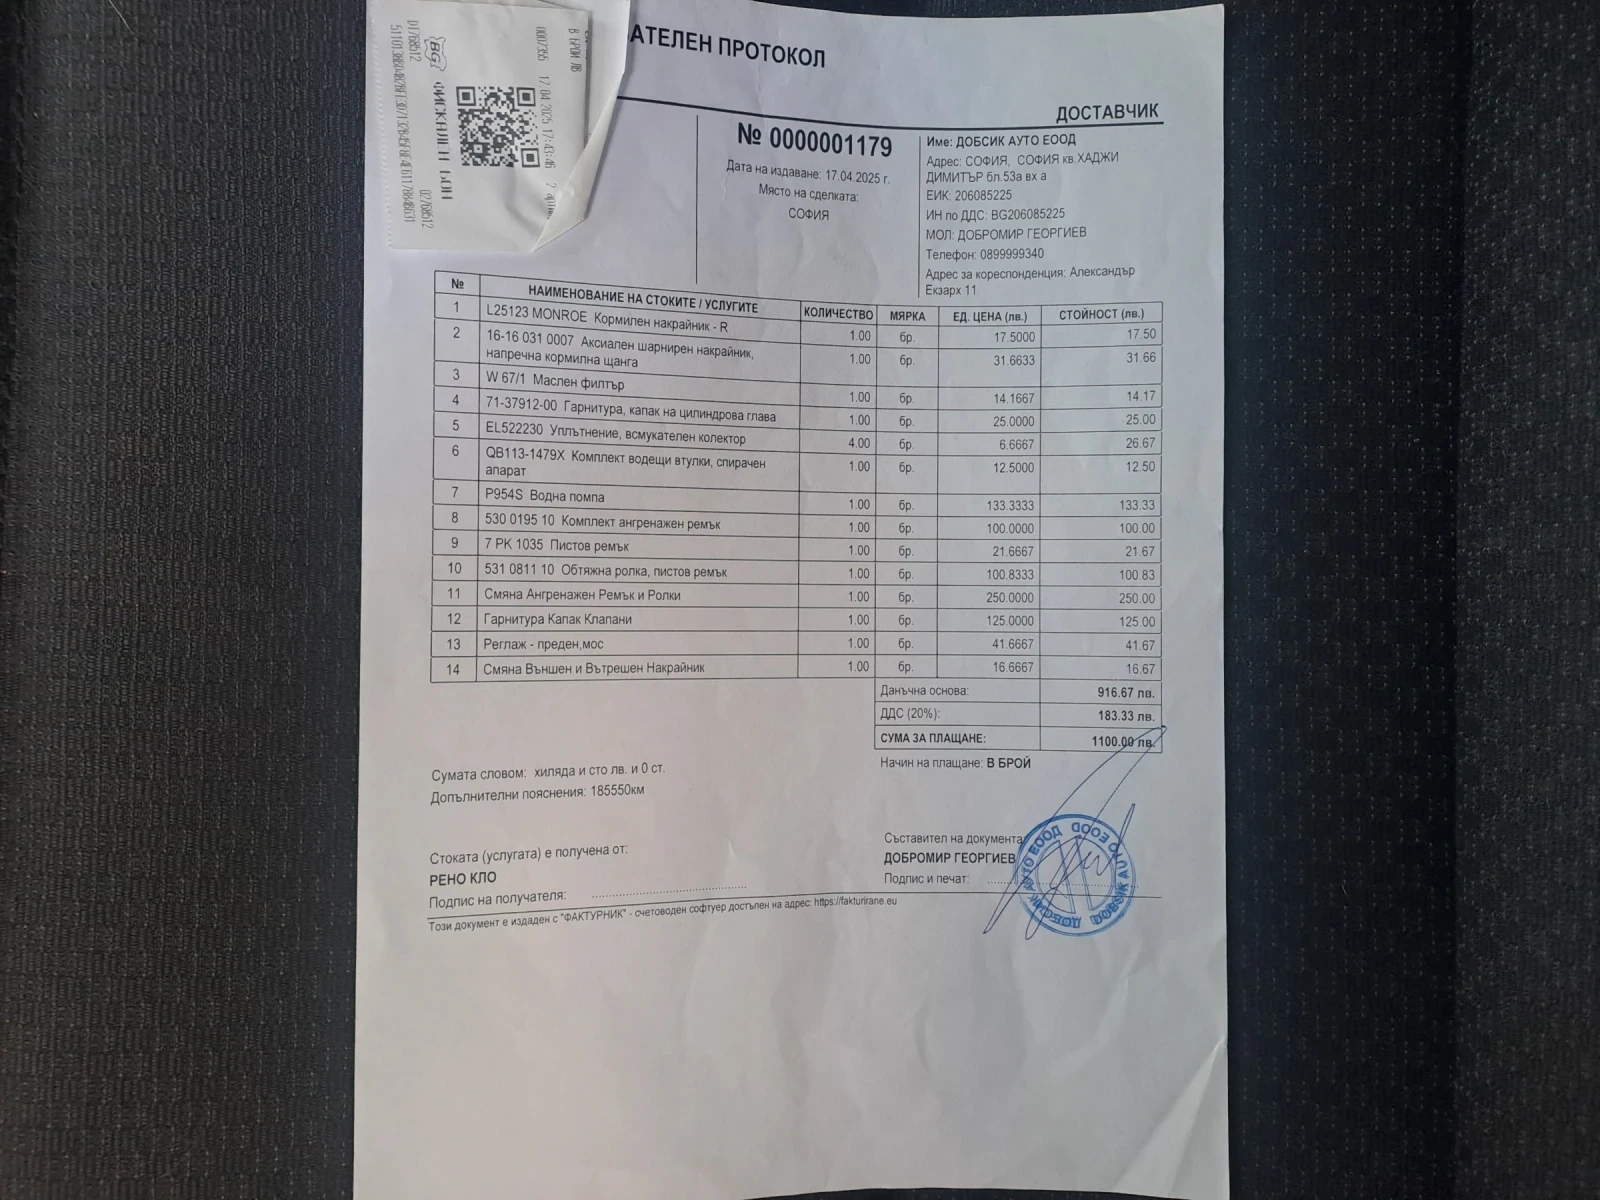 В БРОЙ ЛВ
0007395 17.04.2025 17:43:46
ФИСКАЛЕН БОН
BG
DT768512 02768512
АТЕЛЕН ПРОТОКОЛ
ДОСТАВЧИК
№ 0000001179
Дата на издаване: 17.04.2025 г.
Място на сделката:
СОФИЯ
Име: ДОБСИК АУТО ЕООД
Адрес: СОФИЯ, СОФИЯ кв.ХАДЖИ
ДИМИТЪР бл.53а вх а
ЕИК: 206085225
ИН по ДДС: BG206085225
МОЛ: ДОБРОМИР ГЕОРГИЕВ
Телефон: 0899999340
Адрес за кореспонденция: Александър
Екзарх 11
№ НАИМЕНОВАНИЕ НА СТОКИТЕ / УСЛУГИТЕ КОЛИЧЕСТВО МЯРКА ЕД. ЦЕНА (лв.) СТОЙНОСТ (лв.)
1 L25123 MONROE Кормилен накрайник - R 1.00 бр. 17.5000 17.50
2 16-16 031 0007 Аксиален шарнирен накрайник, 1.00 бр. 31.6633 31.66
напречна кормилна щанга
3 W 67/1 Маслен филтър 1.00 бр. 14.1667 14.17
4 71-37912-00 Гарнитура, капак на цилиндрова глава 1.00 бр. 25.0000 25.00
5 EL522230 Уплътнение, всмукателен колектор 4.00 бр. 6.6667 26.67
6 QB113-1479X Комплект водещи втулки, спирачен 1.00 бр. 12.5000 12.50
апарат
7 P954S Водна помпа 1.00 бр. 133.3333 133.33
8 530 0195 10 Комплект ангренажен ремък 1.00 бр. 100.0000 100.00
9 7 PK 1035 Пистов ремък 1.00 бр. 21.6667 21.67
10 531 0811 10 Обтяжна ролка, пистов ремък 1.00 бр. 100.8333 100.83
11 Смяна Ангренажен Ремък и Ролки 1.00 бр. 250.0000 250.00
12 Гарнитура Капак Клапани 1.00 бр. 125.0000 125.00
13 Реглаж - преден,мос 1.00 бр. 41.6667 41.67
14 Смяна Външен и Вътрешен Накрайник 1.00 бр. 16.6667 16.67
Данъчна основа: 916.67 лв.
ДДС (20%): 183.33 лв.
СУМА ЗА ПЛАЩАНЕ: 1100.00 лв.
Начин на плащане: В БРОЙ
Сумата словом: хиляда и сто лв. и 0 ст.
Допълнителни пояснения: 185550км
Стоката (услугата) е получена от:
РЕНО КЛО
Подпис на получателя:
Съставител на документа:
ДОБРОМИР ГЕОРГИЕВ
Подпис и печат:
ДОБСИК АУТО ЕООД ДОБСИК АУТО ЕООД
Този документ е издаден с "ФАКТУРНИК" - счетоводен софтуер достъпен на адрес: https://fakturirane.eu